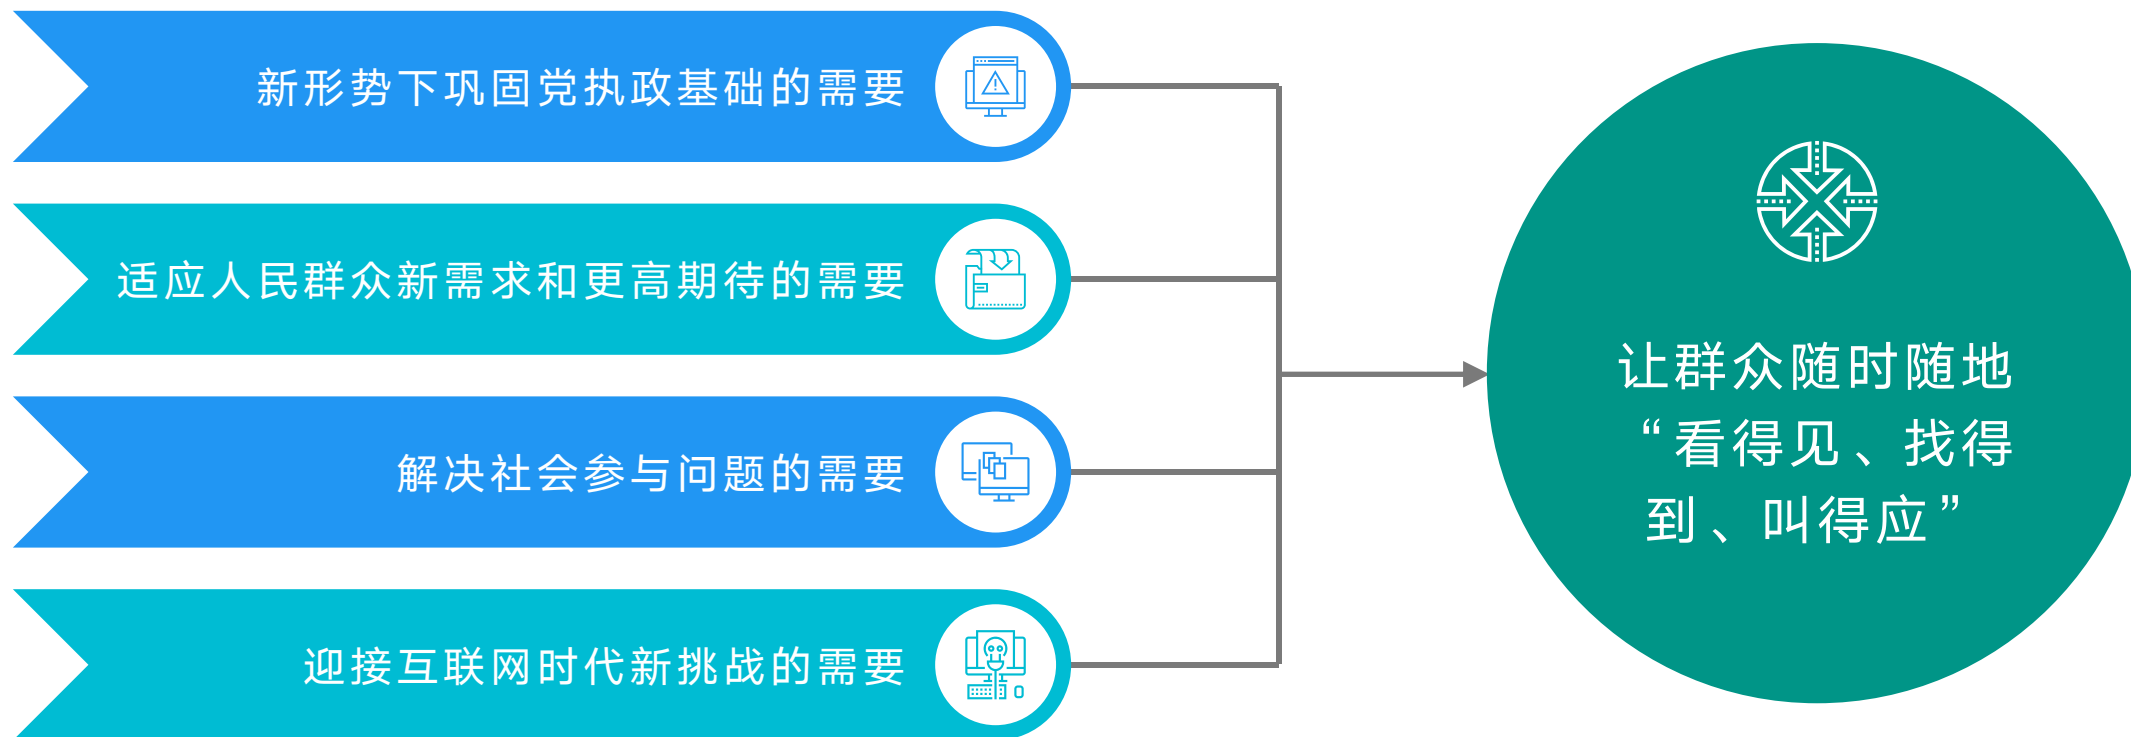 新形势下巩固党执政基础的需要
适应人民群众新需求和更高期待的需要
解决社会参与问题的需要
迎接互联网时代新挑战的需要
让群众随时随地
“看得见、找得
到、叫得应”